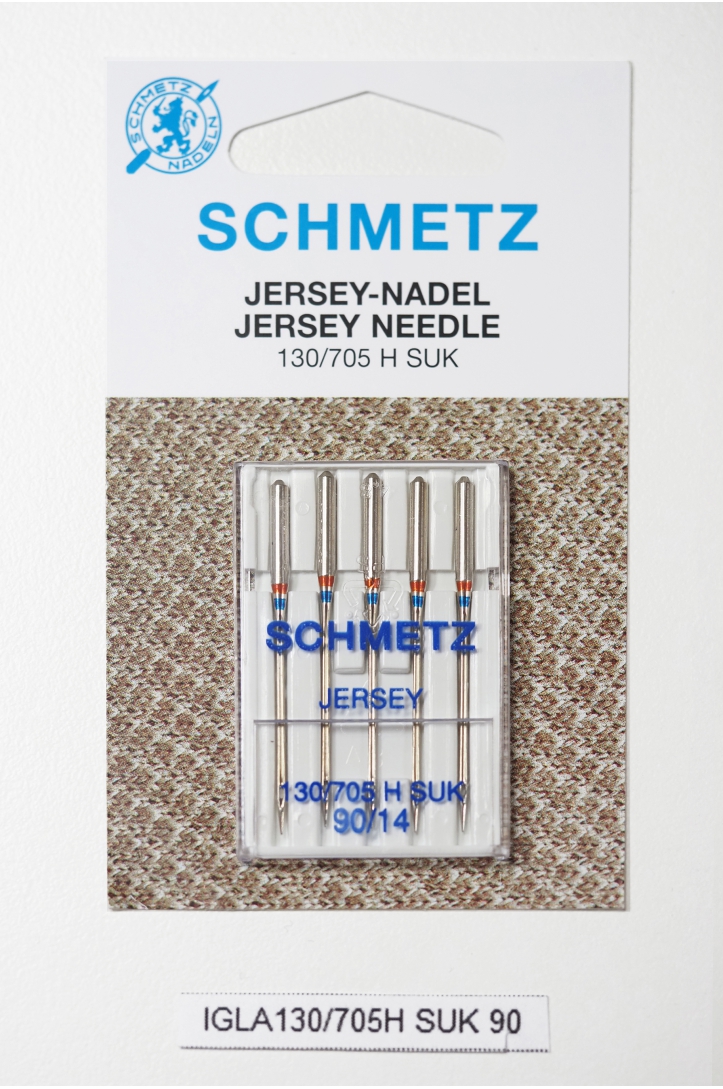 SCHMETZ
NADELN
SCHMETZ
JERSEY-NADEL
JERSEY NEEDLE
130/705 H SUK
SCHMETZ
JERSEY
130/705 H SUK
90/14
IGLA130/705H SUK 90